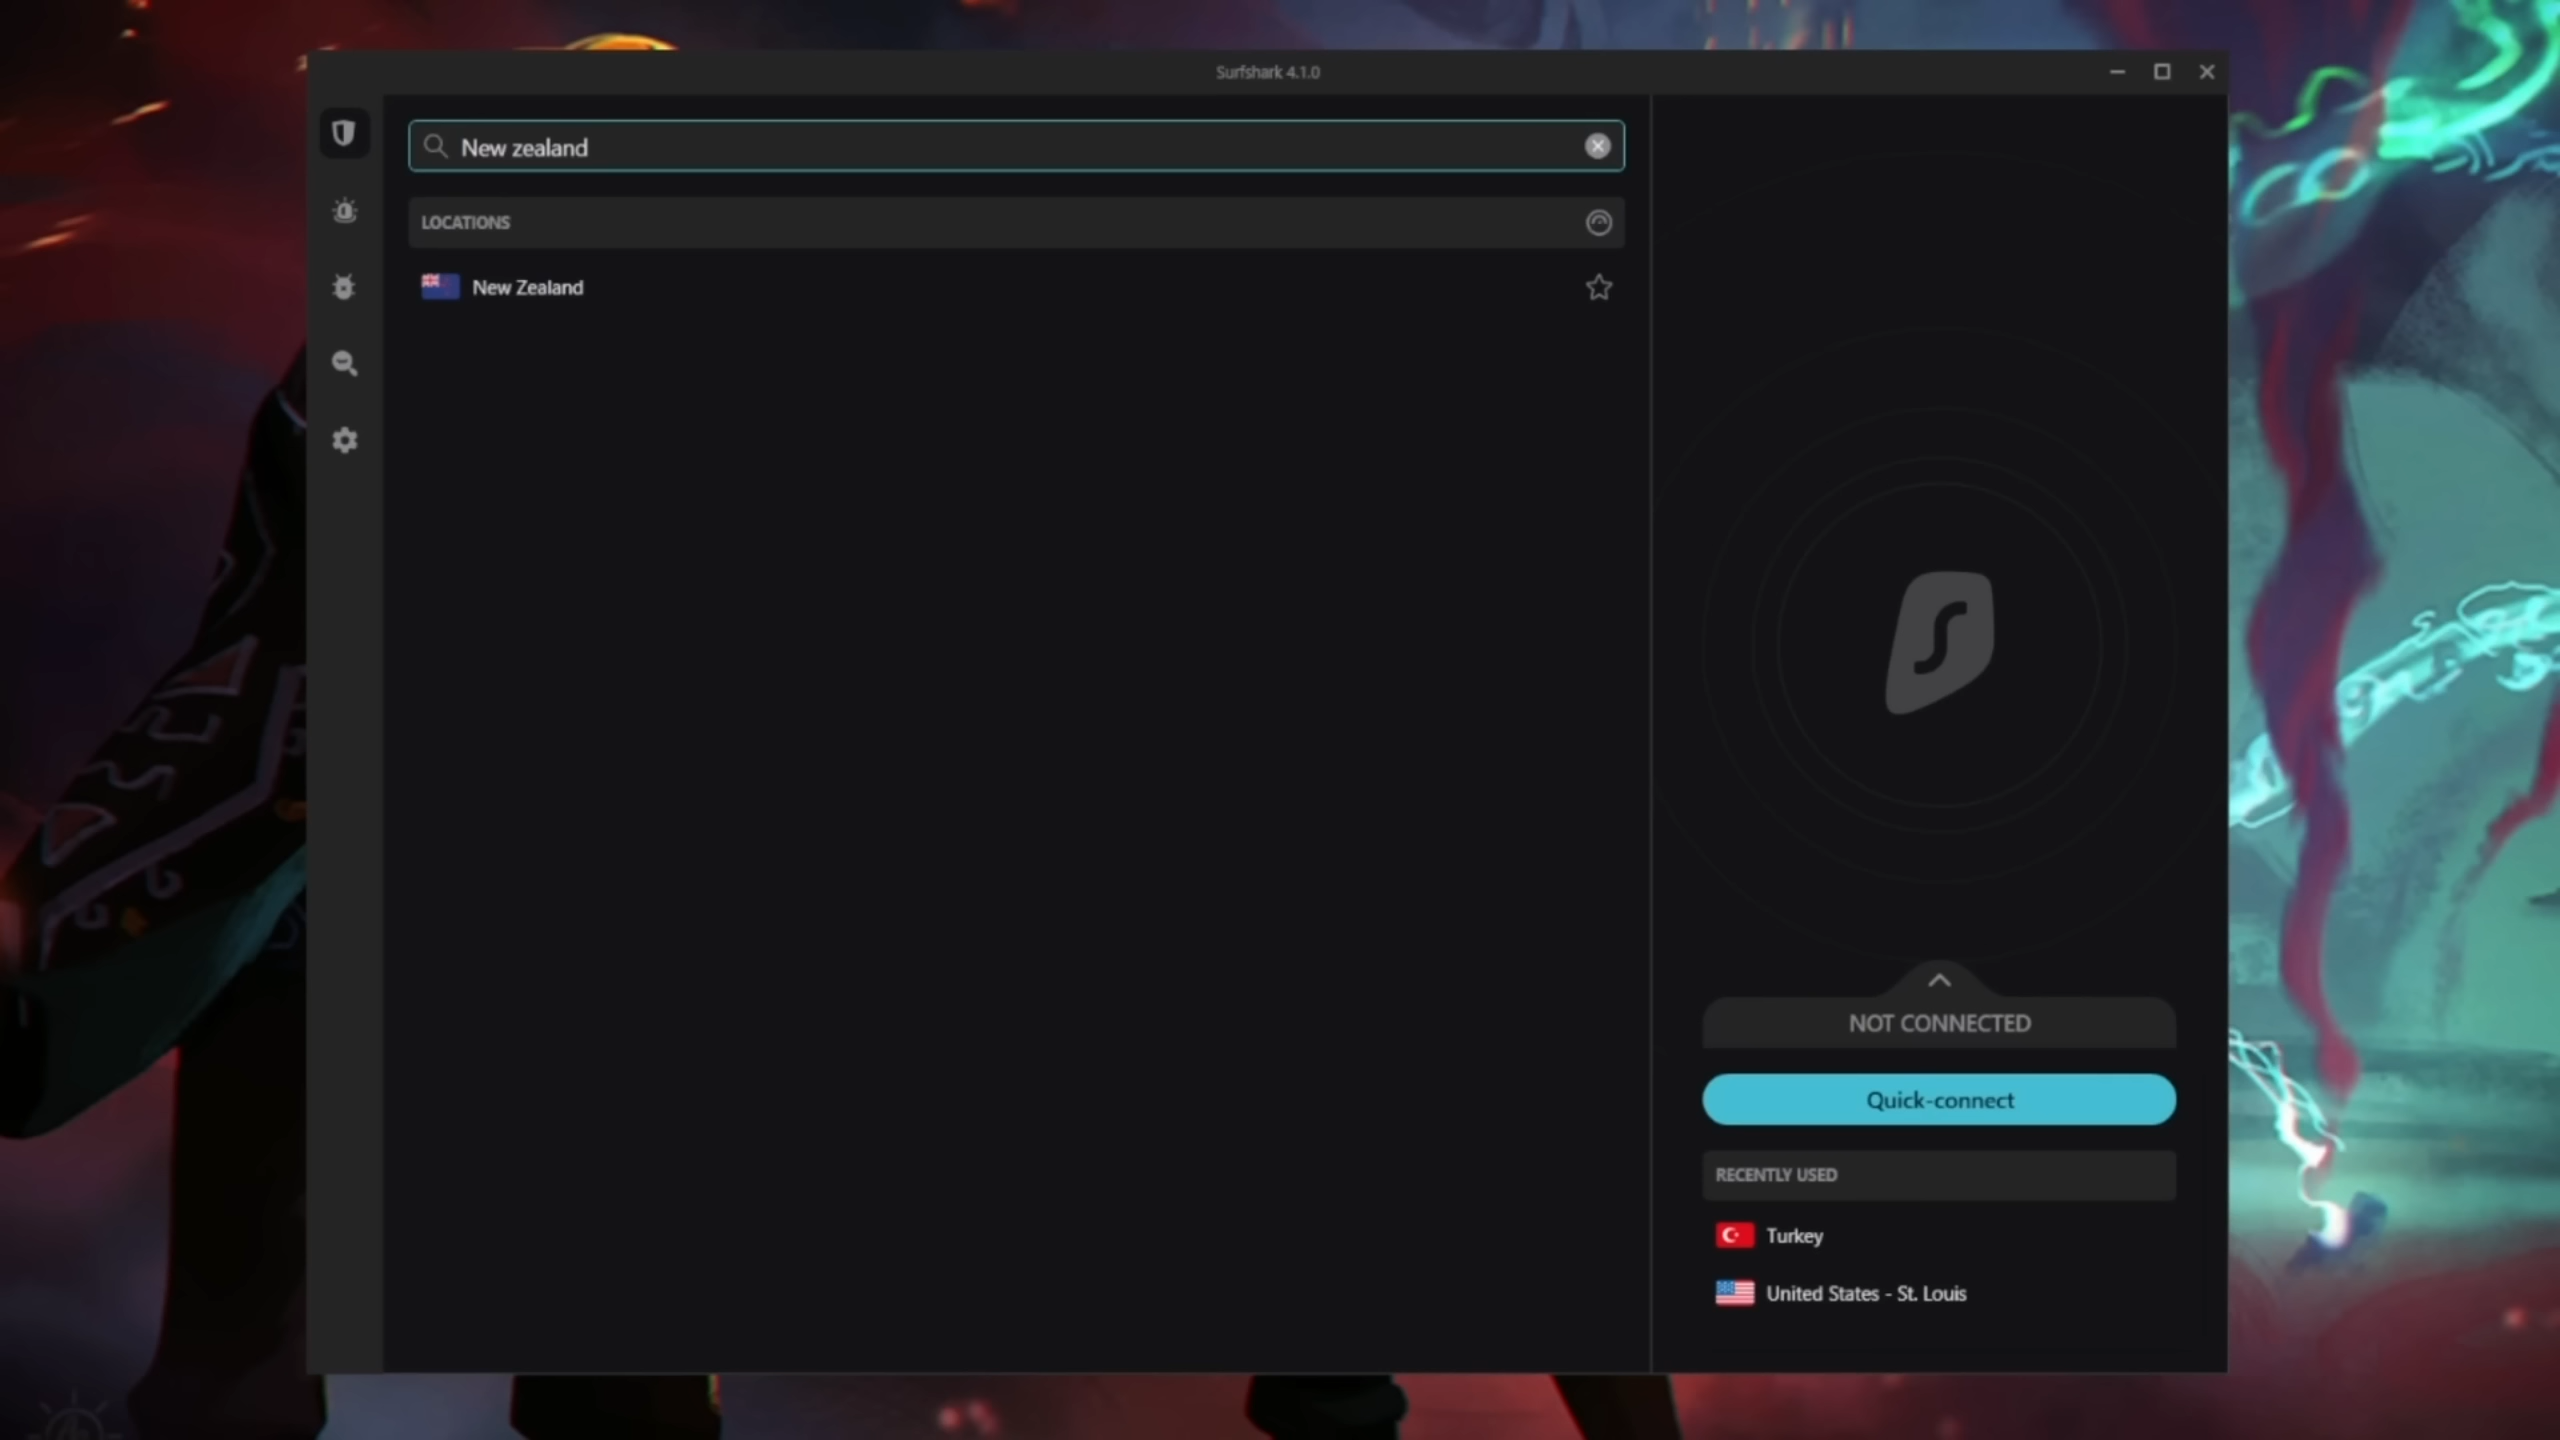 Surfshark 4.1.0
New zealand
LOCATIONS
New Zealand
NOT CONNECTED
Quick-connect
RECENTLY USED
Turkey
United States - St. Louis